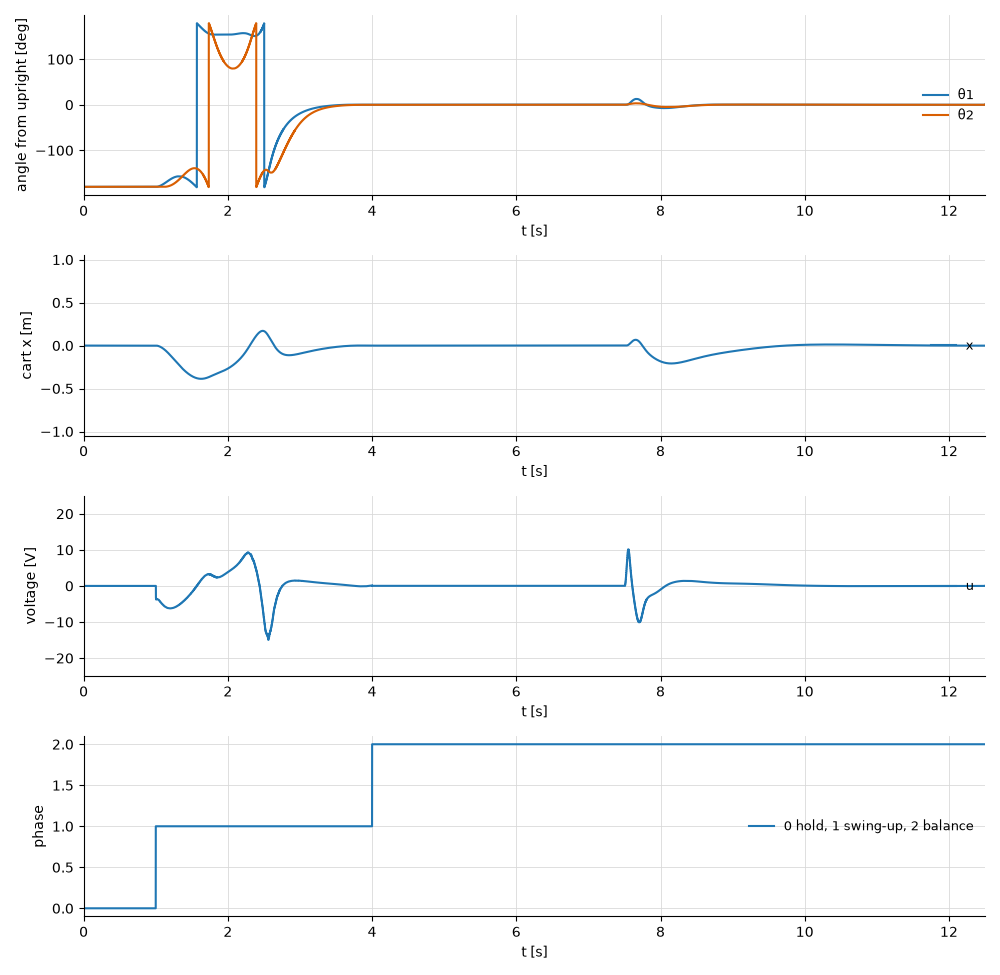 angle from upright [deg]
100
0
−100
θ1
θ2
0 2 4 6 8 10 12
t [s]
cart x [m]
1.0
0.5
0.0
−0.5
−1.0
x
0 2 4 6 8 10 12
t [s]
voltage [V]
20
10
0
−10
−20
u
0 2 4 6 8 10 12
t [s]
phase
2.0
1.5
1.0
0.5
0.0
0 hold, 1 swing-up, 2 balance
0 2 4 6 8 10 12
t [s]